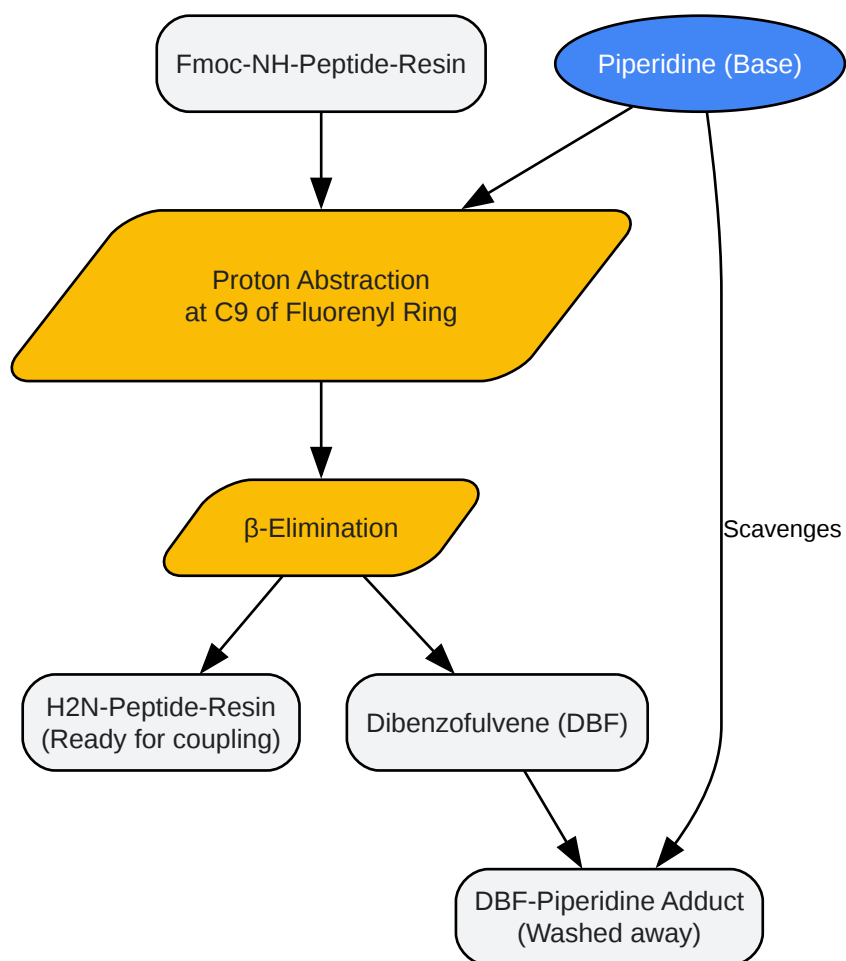 Fmoc-NH-Peptide-Resin
Piperidine (Base)
Proton Abstraction
at C9 of Fluorenyl Ring
β-Elimination
Scavenges
H2N-Peptide-Resin
(Ready for coupling)
Dibenzofulvene (DBF)
DBF-Piperidine Adduct
(Washed away)